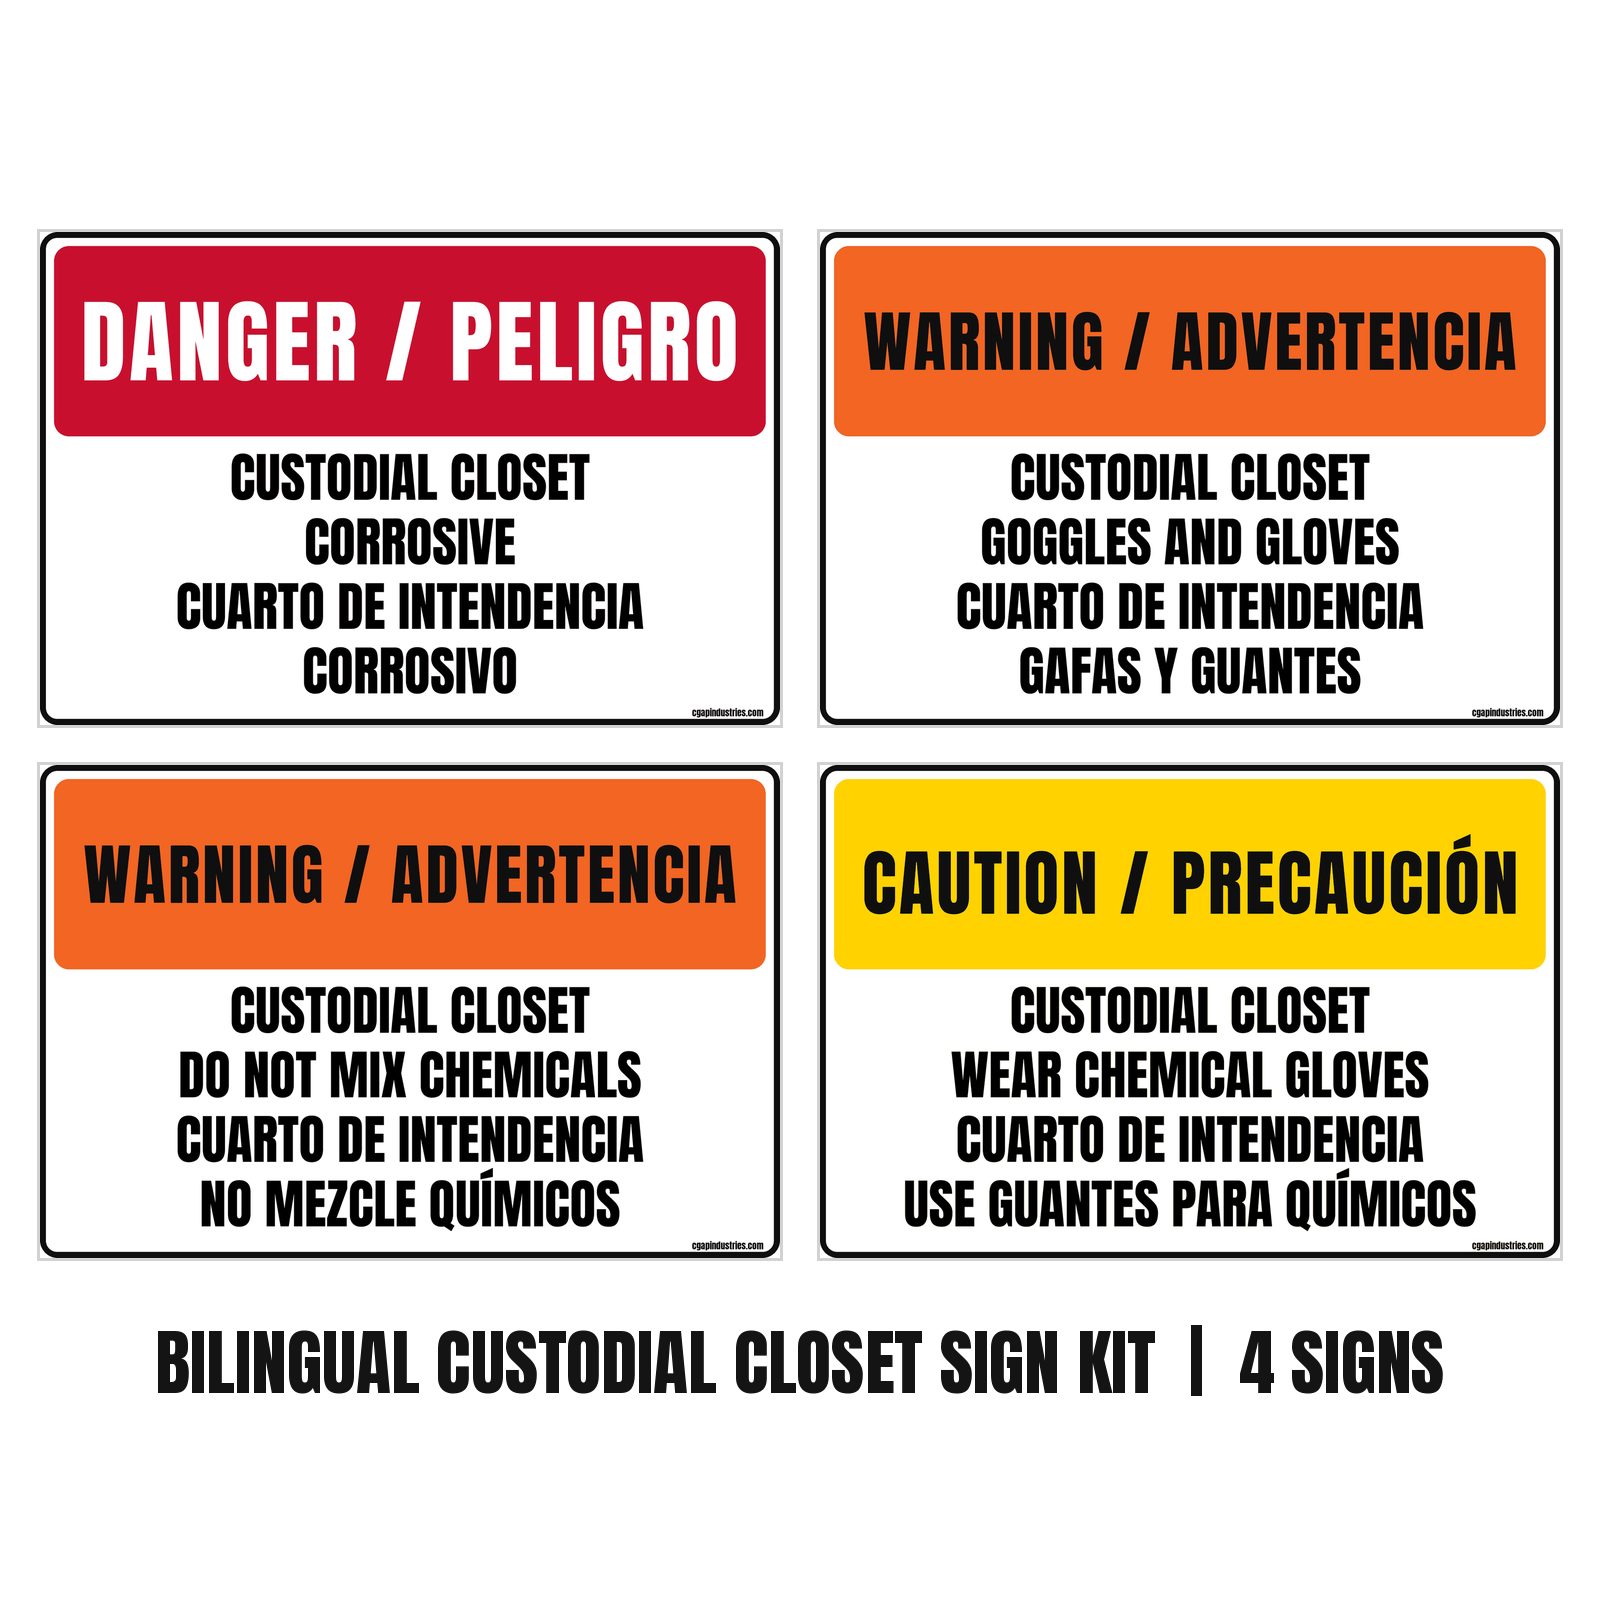 DANGER / PELIGRO
CUSTODIAL CLOSET
CORROSIVE
CUARTO DE INTENDENCIA
CORROSIVO
cgapindustries.com
WARNING / ADVERTENCIA
CUSTODIAL CLOSET
GOGGLES AND GLOVES
CUARTO DE INTENDENCIA
GAFAS Y GUANTES
cgapindustries.com
WARNING / ADVERTENCIA
CUSTODIAL CLOSET
DO NOT MIX CHEMICALS
CUARTO DE INTENDENCIA
NO MEZCLE QUÍMICOS
cgapindustries.com
CAUTION / PRECAUCIÓN
CUSTODIAL CLOSET
WEAR CHEMICAL GLOVES
CUARTO DE INTENDENCIA
USE GUANTES PARA QUÍMICOS
cgapindustries.com
BILINGUAL CUSTODIAL CLOSET SIGN KIT | 4 SIGNS